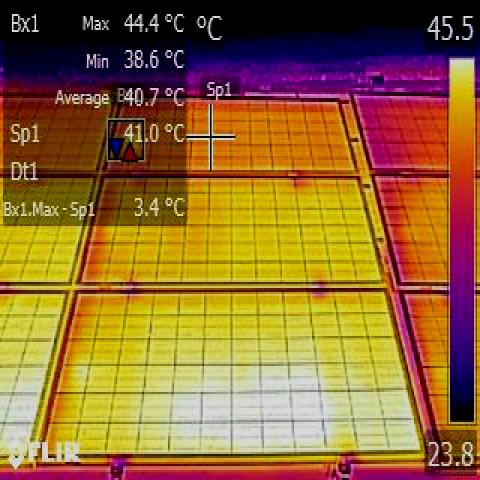 Bx1 Max 44.4 °C °C 45.5
Min 38.6 °C
Average 40.7 °C Sp1
Sp1 41.0 °C
Dt1
Bx1.Max - Sp1 3.4 °C
FLIR 23.8